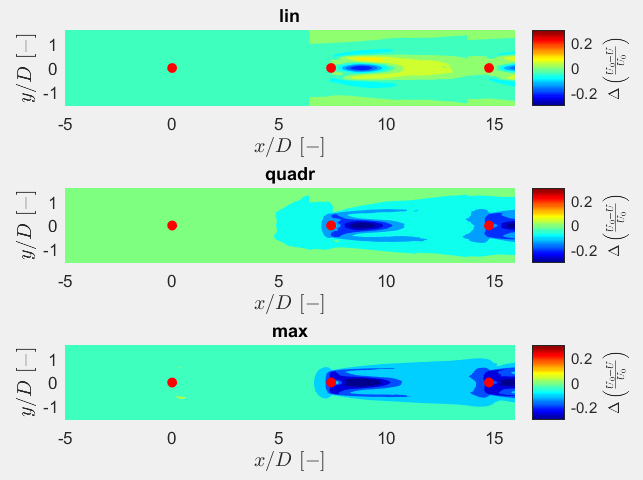 lin
1
0
-1
y/D [−]
-5 0 5 10 15
x/D [−]
0.2
0
-0.2
Δ(U₀−U/U₀)
quadr
1
0
-1
y/D [−]
-5 0 5 10 15
x/D [−]
0.2
0
-0.2
Δ(U₀−U/U₀)
max
1
0
-1
y/D [−]
-5 0 5 10 15
x/D [−]
0.2
0
-0.2
Δ(U₀−U/U₀)